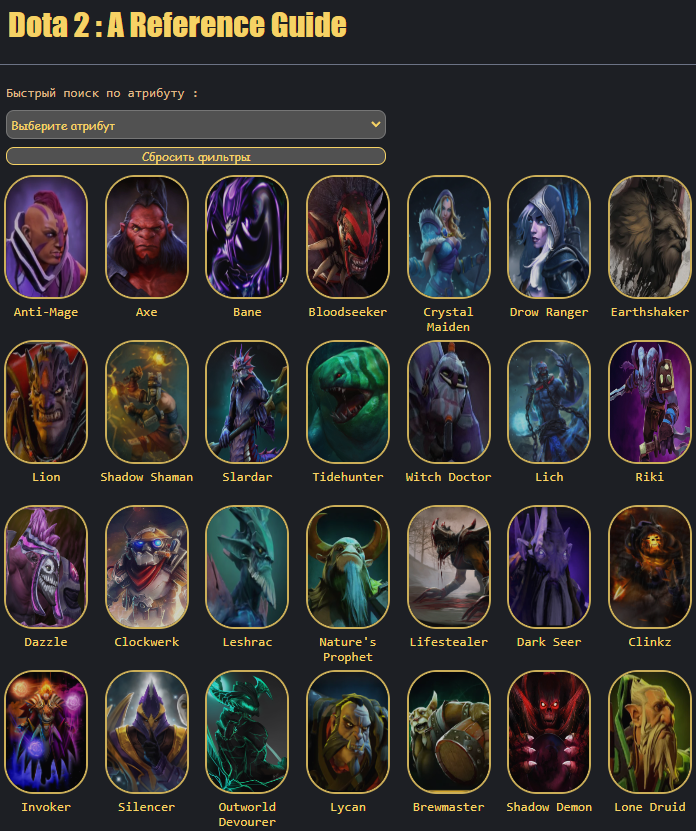 Dota 2 : A Reference Guide
Быстрый поиск по атрибуту :
Выберите атрибут
Сбросить фильтры
Anti-Mage Axe Bane Bloodseeker Crystal Maiden Drow Ranger Earthshaker
Lion Shadow Shaman Slardar Tidehunter Witch Doctor Lich Riki
Dazzle Clockwerk Leshrac Nature's Prophet Lifestealer Dark Seer Clinkz
Invoker Silencer Outworld Devourer Lycan Brewmaster Shadow Demon Lone Druid